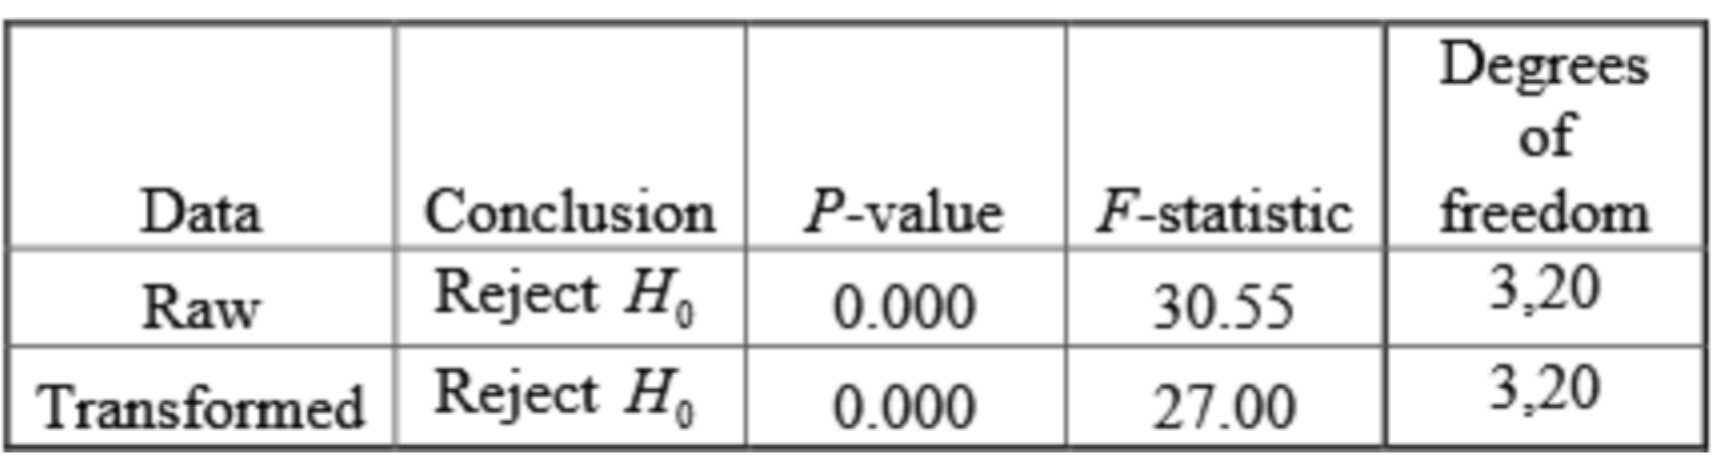 Degrees
of
Data Conclusion P-value F-statistic freedom
Raw Reject H₀ 0.000 30.55 3,20
Transformed Reject H₀ 0.000 27.00 3,20